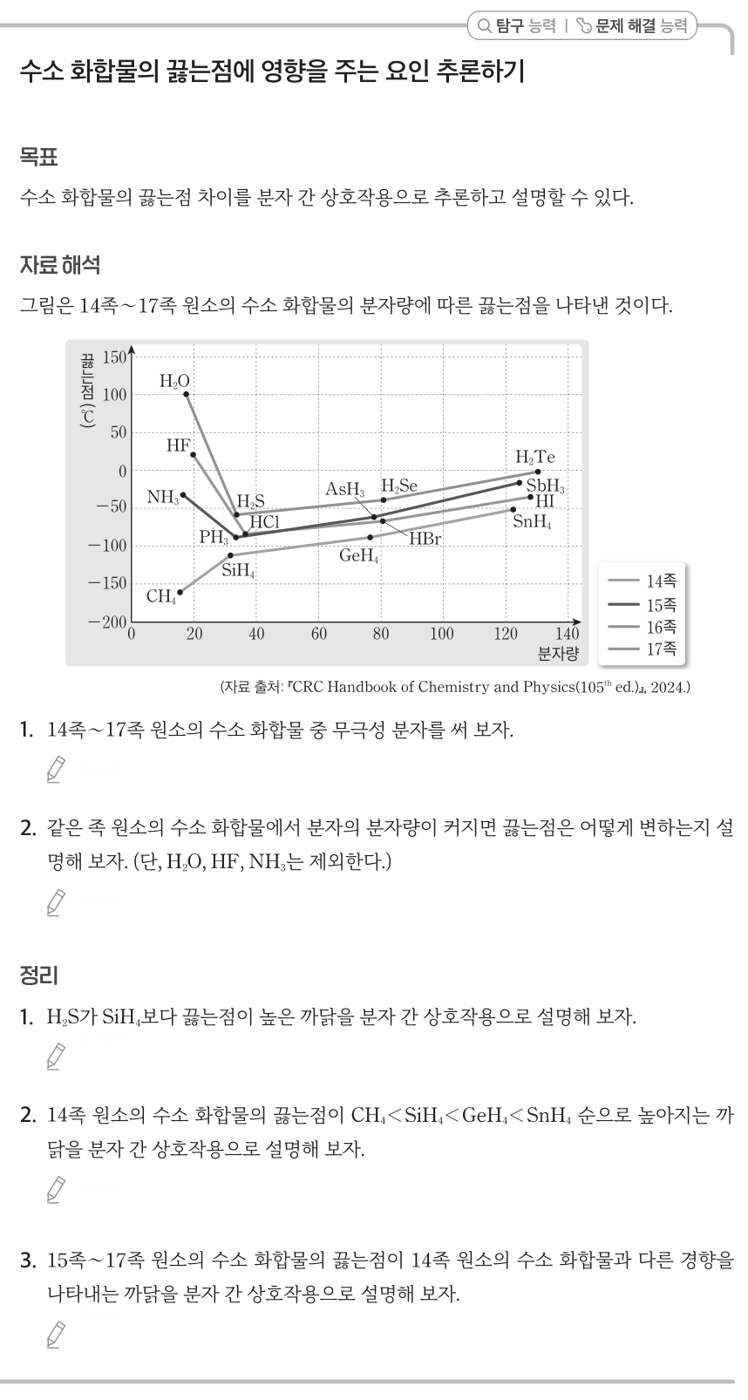 탐구 능력 | 문제 해결 능력
수소 화합물의 끓는점에 영향을 주는 요인 추론하기
목표
수소 화합물의 끓는점 차이를 분자 간 상호작용으로 추론하고 설명할 수 있다.
자료 해석
그림은 14족～17족 원소의 수소 화합물의 분자량에 따른 끓는점을 나타낸 것이다.
끓는점(℃)
150
100
50
0
－50
－100
－150
－200
H₂O
HF
NH₃
H₂S
HCl
PH₃
SiH₄
CH₄
AsH₃
H₂Se
HBr
GeH₄
H₂Te
SbH₃
HI
SnH₄
0 20 40 60 80 100 120 140
분자량
14족
15족
16족
17족
(자료 출처: 『CRC Handbook of Chemistry and Physics(105th ed.)』, 2024.)
1. 14족～17족 원소의 수소 화합물 중 무극성 분자를 써 보자.
2. 같은 족 원소의 수소 화합물에서 분자의 분자량이 커지면 끓는점은 어떻게 변하는지 설
명해 보자. (단, H₂O, HF, NH₃는 제외한다.)
정리
1. H₂S가 SiH₄보다 끓는점이 높은 까닭을 분자 간 상호작용으로 설명해 보자.
2. 14족 원소의 수소 화합물의 끓는점이 CH₄＜SiH₄＜GeH₄＜SnH₄ 순으로 높아지는 까
닭을 분자 간 상호작용으로 설명해 보자.
3. 15족～17족 원소의 수소 화합물의 끓는점이 14족 원소의 수소 화합물과 다른 경향을
나타내는 까닭을 분자 간 상호작용으로 설명해 보자.